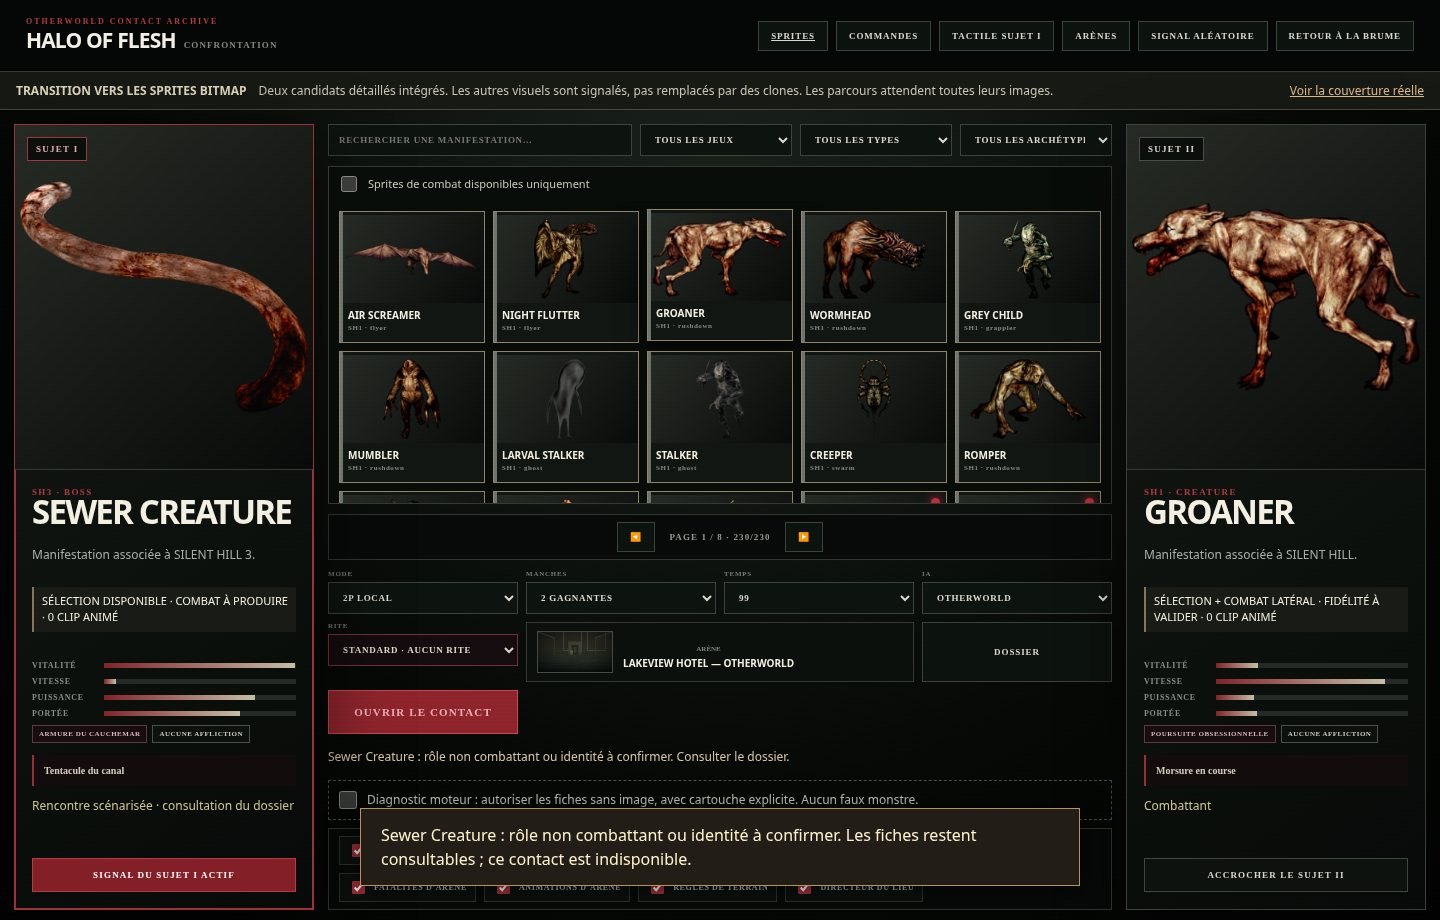 OTHERWORLD CONTACT ARCHIVE
HALO OF FLESH CONFRONTATION
SPRITES
COMMANDES
TACTILE SUJET I
ARÈNES
SIGNAL ALÉATOIRE
RETOUR À LA BRUME
TRANSITION VERS LES SPRITES BITMAP Deux candidats détaillés intégrés. Les autres visuels sont signalés, pas remplacés par des clones. Les parcours attendent toutes leurs images.
Voir la couverture réelle
SUJET I
SH3 · BOSS
SEWER CREATURE
Manifestation associée à SILENT HILL 3.
SÉLECTION DISPONIBLE · COMBAT À PRODUIRE
· 0 CLIP ANIMÉ
VITALITÉ
VITESSE
PUISSANCE
PORTÉE
ARMURE DU CAUCHEMAR
AUCUNE AFFLICTION
Tentacule du canal
Rencontre scénarisée · consultation du dossier
SIGNAL DU SUJET I ACTIF
RECHERCHER UNE MANIFESTATION...
TOUS LES JEUX
TOUS LES TYPES
TOUS LES ARCHÉTYP
Sprites de combat disponibles uniquement
AIR SCREAMER
SH1 · flyer
NIGHT FLUTTER
SH1 · flyer
GROANER
SH1 · rushdown
WORMHEAD
SH1 · rushdown
GREY CHILD
SH1 · grappler
MUMBLER
SH1 · rushdown
LARVAL STALKER
SH1 · ghost
STALKER
SH1 · ghost
CREEPER
SH1 · swarm
ROMPER
SH1 · rushdown
PAGE 1 / 8 · 230/230
MODE
2P LOCAL
MANCHES
2 GAGNANTES
TEMPS
99
IA
OTHERWORLD
RITE
STANDARD · AUCUN RITE
ARÈNE
LAKEVIEW HOTEL — OTHERWORLD
DOSSIER
OUVRIR LE CONTACT
Sewer Creature : rôle non combattant ou identité à confirmer. Consulter le dossier.
Diagnostic moteur : autoriser les fiches sans image, avec cartouche explicite. Aucun faux monstre.
Sewer Creature : rôle non combattant ou identité à confirmer. Les fiches restent
consultables ; ce contact est indisponible.
FATALITÉS D'ARÈNE
ANIMATIONS D'ARÈNE
RÈGLES DE TERRAIN
DIRECTEUR DU LIEU
SUJET II
SH1 · CREATURE
GROANER
Manifestation associée à SILENT HILL.
SÉLECTION + COMBAT LATÉRAL · FIDÉLITÉ À
VALIDER · 0 CLIP ANIMÉ
VITALITÉ
VITESSE
PUISSANCE
PORTÉE
POURSUITE OBSESSIONNELLE
AUCUNE AFFLICTION
Morsure en course
Combattant
ACCROCHER LE SUJET II